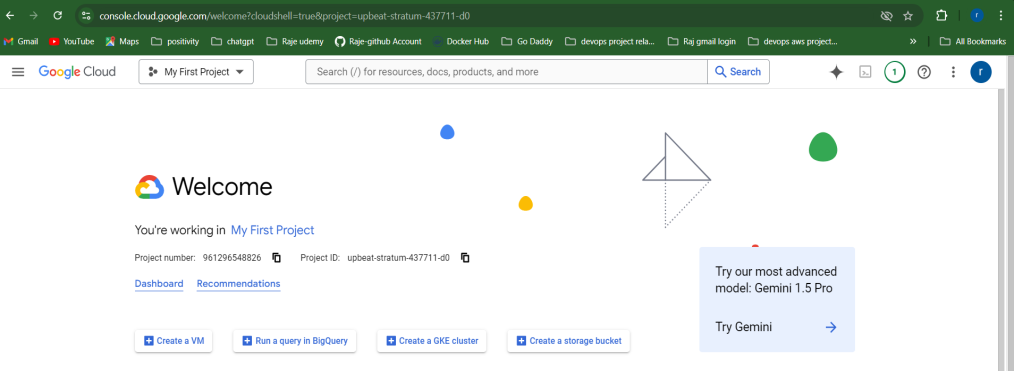 console.cloud.google.com/welcome?cloudshell=true&project=upbeat-stratum-437711-d0
r
Gmail YouTube Maps positivity chatgpt Raje udemy Raje-github Account Docker Hub Go Daddy devops project rela... Raj gmail login devops aws project... » All Bookmarks
Google Cloud My First Project Search (/) for resources, docs, products, and more Search 1 r
Welcome
You're working in My First Project
Project number: 961296548826 Project ID: upbeat-stratum-437711-d0
Dashboard Recommendations
Try our most advanced
model: Gemini 1.5 Pro
Try Gemini
Create a VM Run a query in BigQuery Create a GKE cluster Create a storage bucket